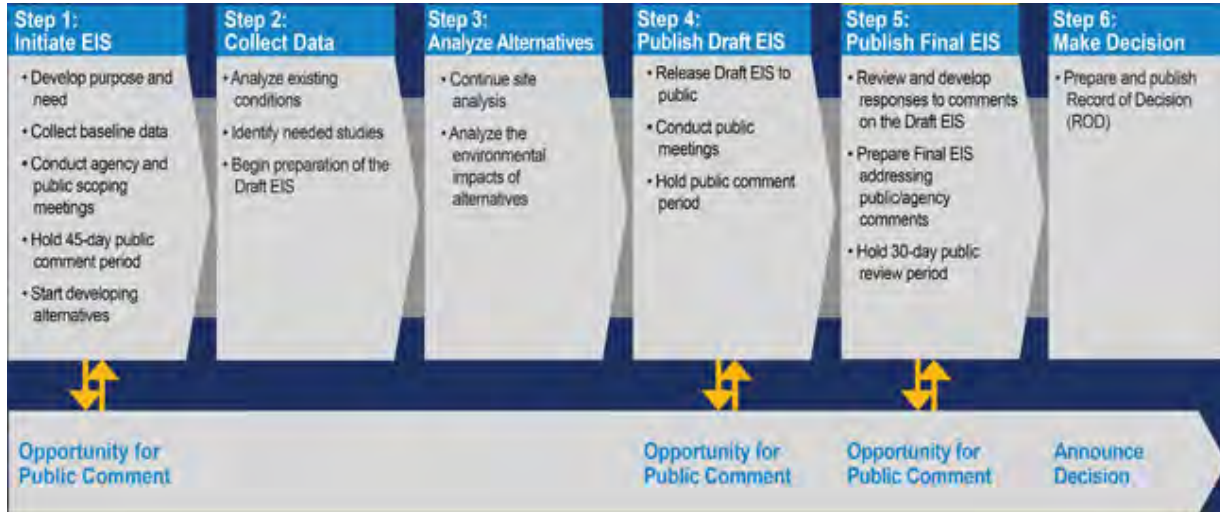 Step 1:
Initiate EIS
• Develop purpose and
need
• Collect baseline data
• Conduct agency and
public scoping
meetings
• Hold 45-day public
comment period
• Start developing
alternatives
Step 2:
Collect Data
• Analyze existing
conditions
• Identify needed studies
• Begin preparation of the
Draft EIS
Step 3:
Analyze Alternatives
• Continue site
analysis
• Analyze the
environmental
impacts of
alternatives
Step 4:
Publish Draft EIS
• Release Draft EIS to
public
• Conduct public
meetings
• Hold public comment
period
Step 5:
Publish Final EIS
• Review and develop
responses to comments
on the Draft EIS
• Prepare Final EIS
addressing
public/agency
comments
• Hold 30-day public
review period
Step 6:
Make Decision
• Prepare and publish
Record of Decision
(ROD)
Opportunity for
Public Comment
Opportunity for
Public Comment
Opportunity for
Public Comment
Announce
Decision